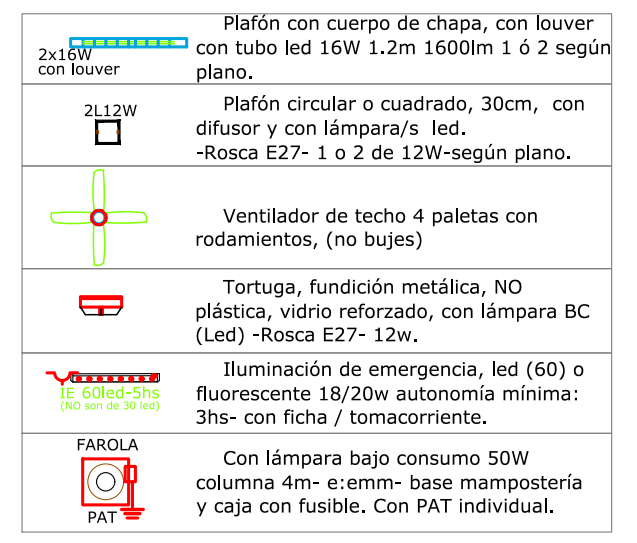 2x16W
con louver
Plafón con cuerpo de chapa, con louver
con tubo led 16W 1.2m 1600lm 1 ó 2 según
plano.
2L12W
Plafón circular o cuadrado, 30cm, con
difusor y con lámpara/s led.
-Rosca E27- 1 o 2 de 12W-según plano.
Ventilador de techo 4 paletas con
rodamientos, (no bujes)
Tortuga, fundición metálica, NO
plástica, vidrio reforzado, con lámpara BC
(Led) -Rosca E27- 12w.
IE 60led-5hs
(NO son de 30 led)
Iluminación de emergencia, led (60) o
fluorescente 18/20w autonomía mínima:
3hs- con ficha / tomacorriente.
FAROLA
PAT
Con lámpara bajo consumo 50W
columna 4m- e:emm- base mampostería
y caja con fusible. Con PAT individual.